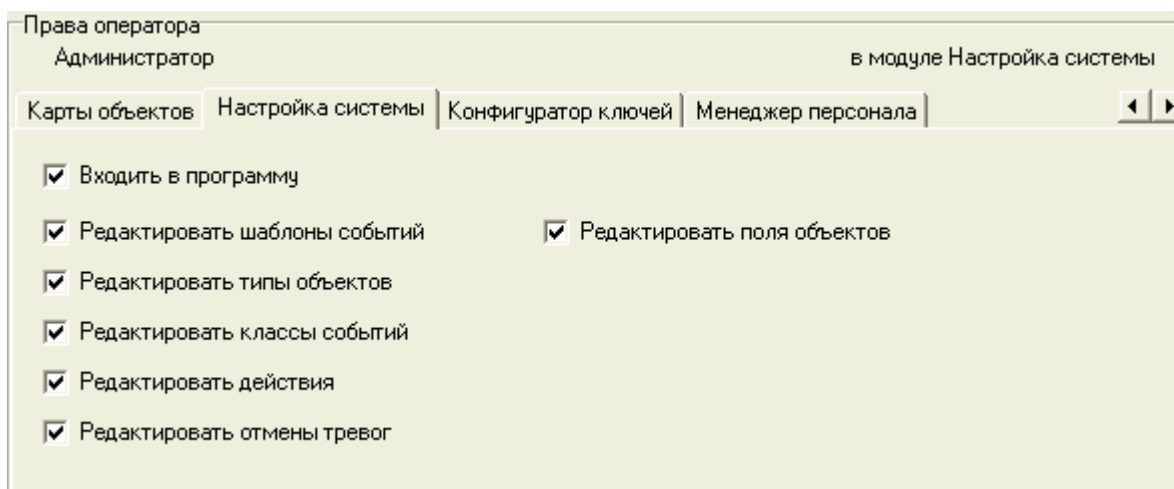 Права оператора
Администратор в модуле Настройка системы
Карты объектов Настройка системы Конфигуратор ключей Менеджер персонала
Входить в программу
Редактировать шаблоны событий Редактировать поля объектов
Редактировать типы объектов
Редактировать классы событий
Редактировать действия
Редактировать отмены тревог